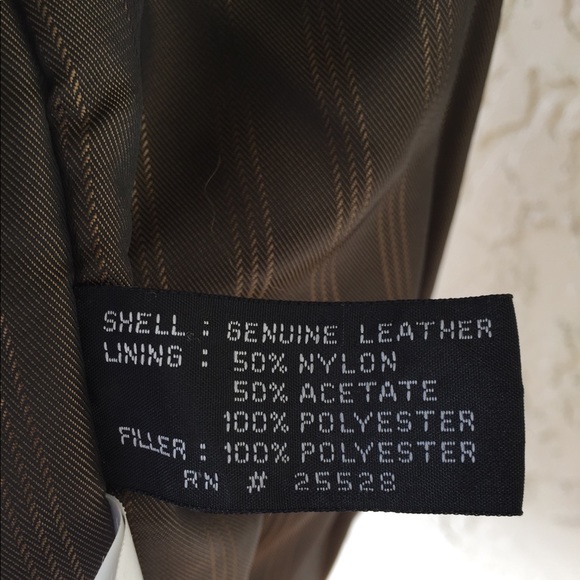 SHELL : GENUINE LEATHER
LINING : 50% NYLON
50% ACETATE
100% POLYESTER
FILLER : 100% POLYESTER
RN # 25528